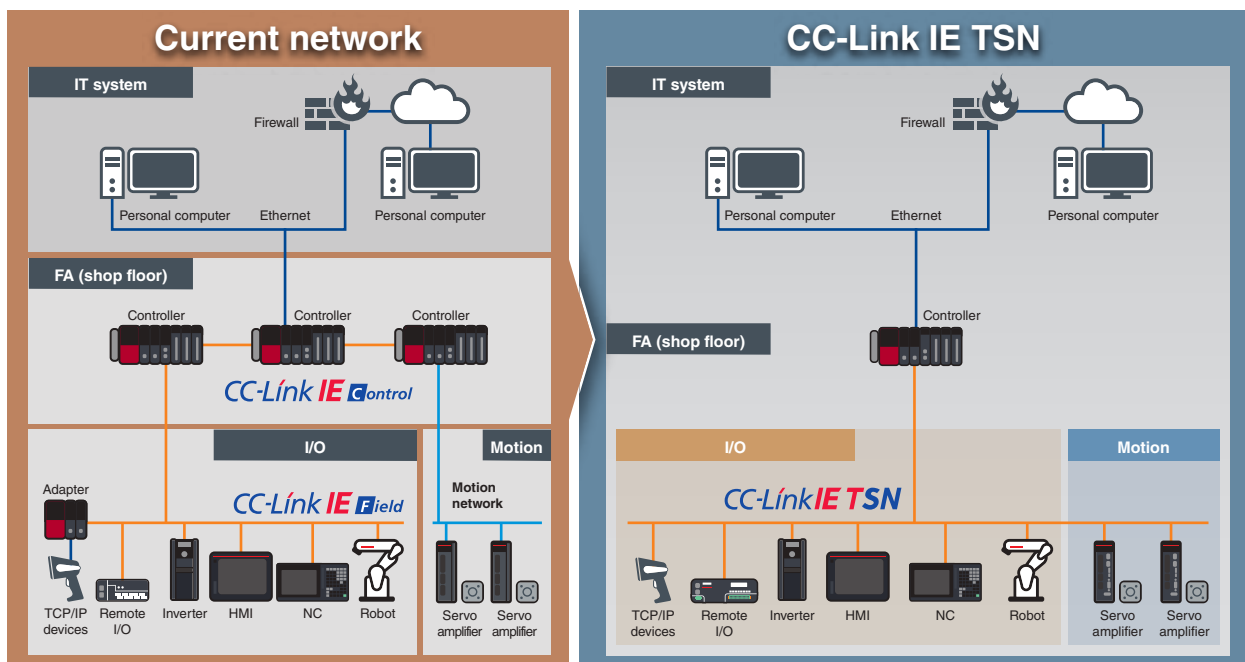 Current network
IT system
Firewall
Personal computer
Ethernet
Personal computer
FA (shop floor)
Controller
Controller
Controller
CC-Link IE Control
I/O
Motion
Adapter
CC-Link IE Field
Motion
network
TCP/IP
devices
Remote
I/O
Inverter
HMI
NC
Robot
Servo
amplifier
Servo
amplifier
CC-Link IE TSN
IT system
Firewall
Personal computer
Ethernet
Personal computer
Controller
FA (shop floor)
I/O
Motion
CC-Link IE TSN
TCP/IP
devices
Remote
I/O
Inverter
HMI
NC
Robot
Servo
amplifier
Servo
amplifier